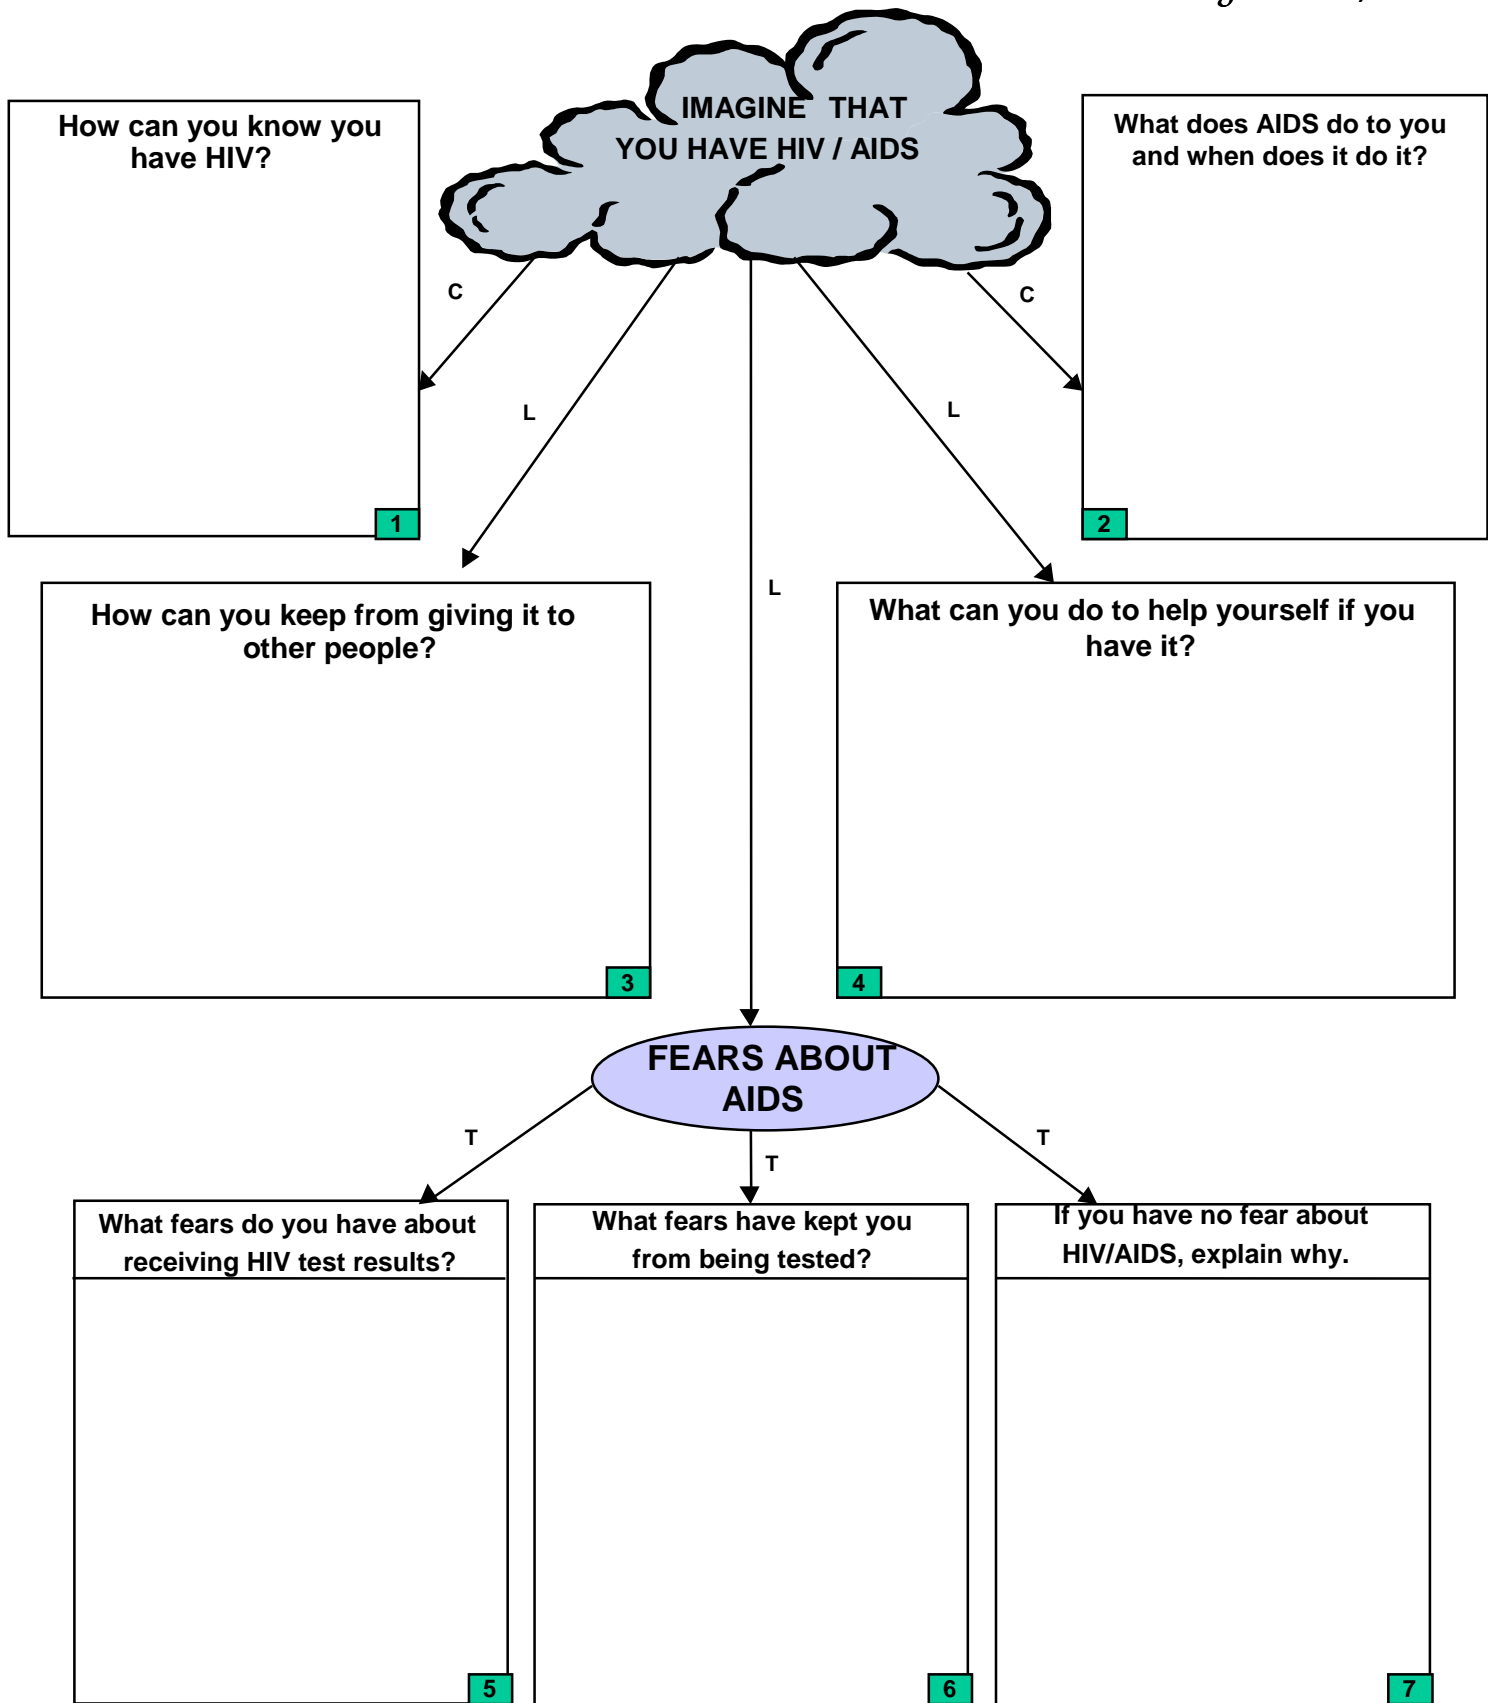 IMAGINE THAT
YOU HAVE HIV / AIDS
How can you know you
have HIV?
What does AIDS do to you
and when does it do it?
C
C
L
L
1
2
L
How can you keep from giving it to
other people?
What can you do to help yourself if you
have it?
3
4
FEARS ABOUT
AIDS
T
T
T
What fears do you have about
receiving HIV test results?
What fears have kept you
from being tested?
If you have no fear about
HIV/AIDS, explain why.
5
6
7